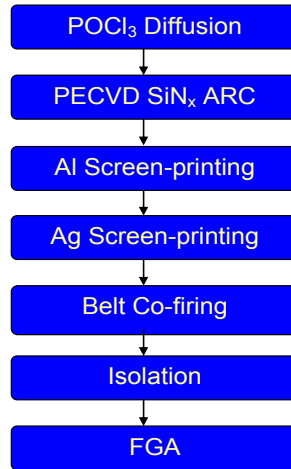 POCl₃ Diffusion
PECVD SiNₓ ARC
Al Screen-printing
Ag Screen-printing
Belt Co-firing
Isolation
FGA